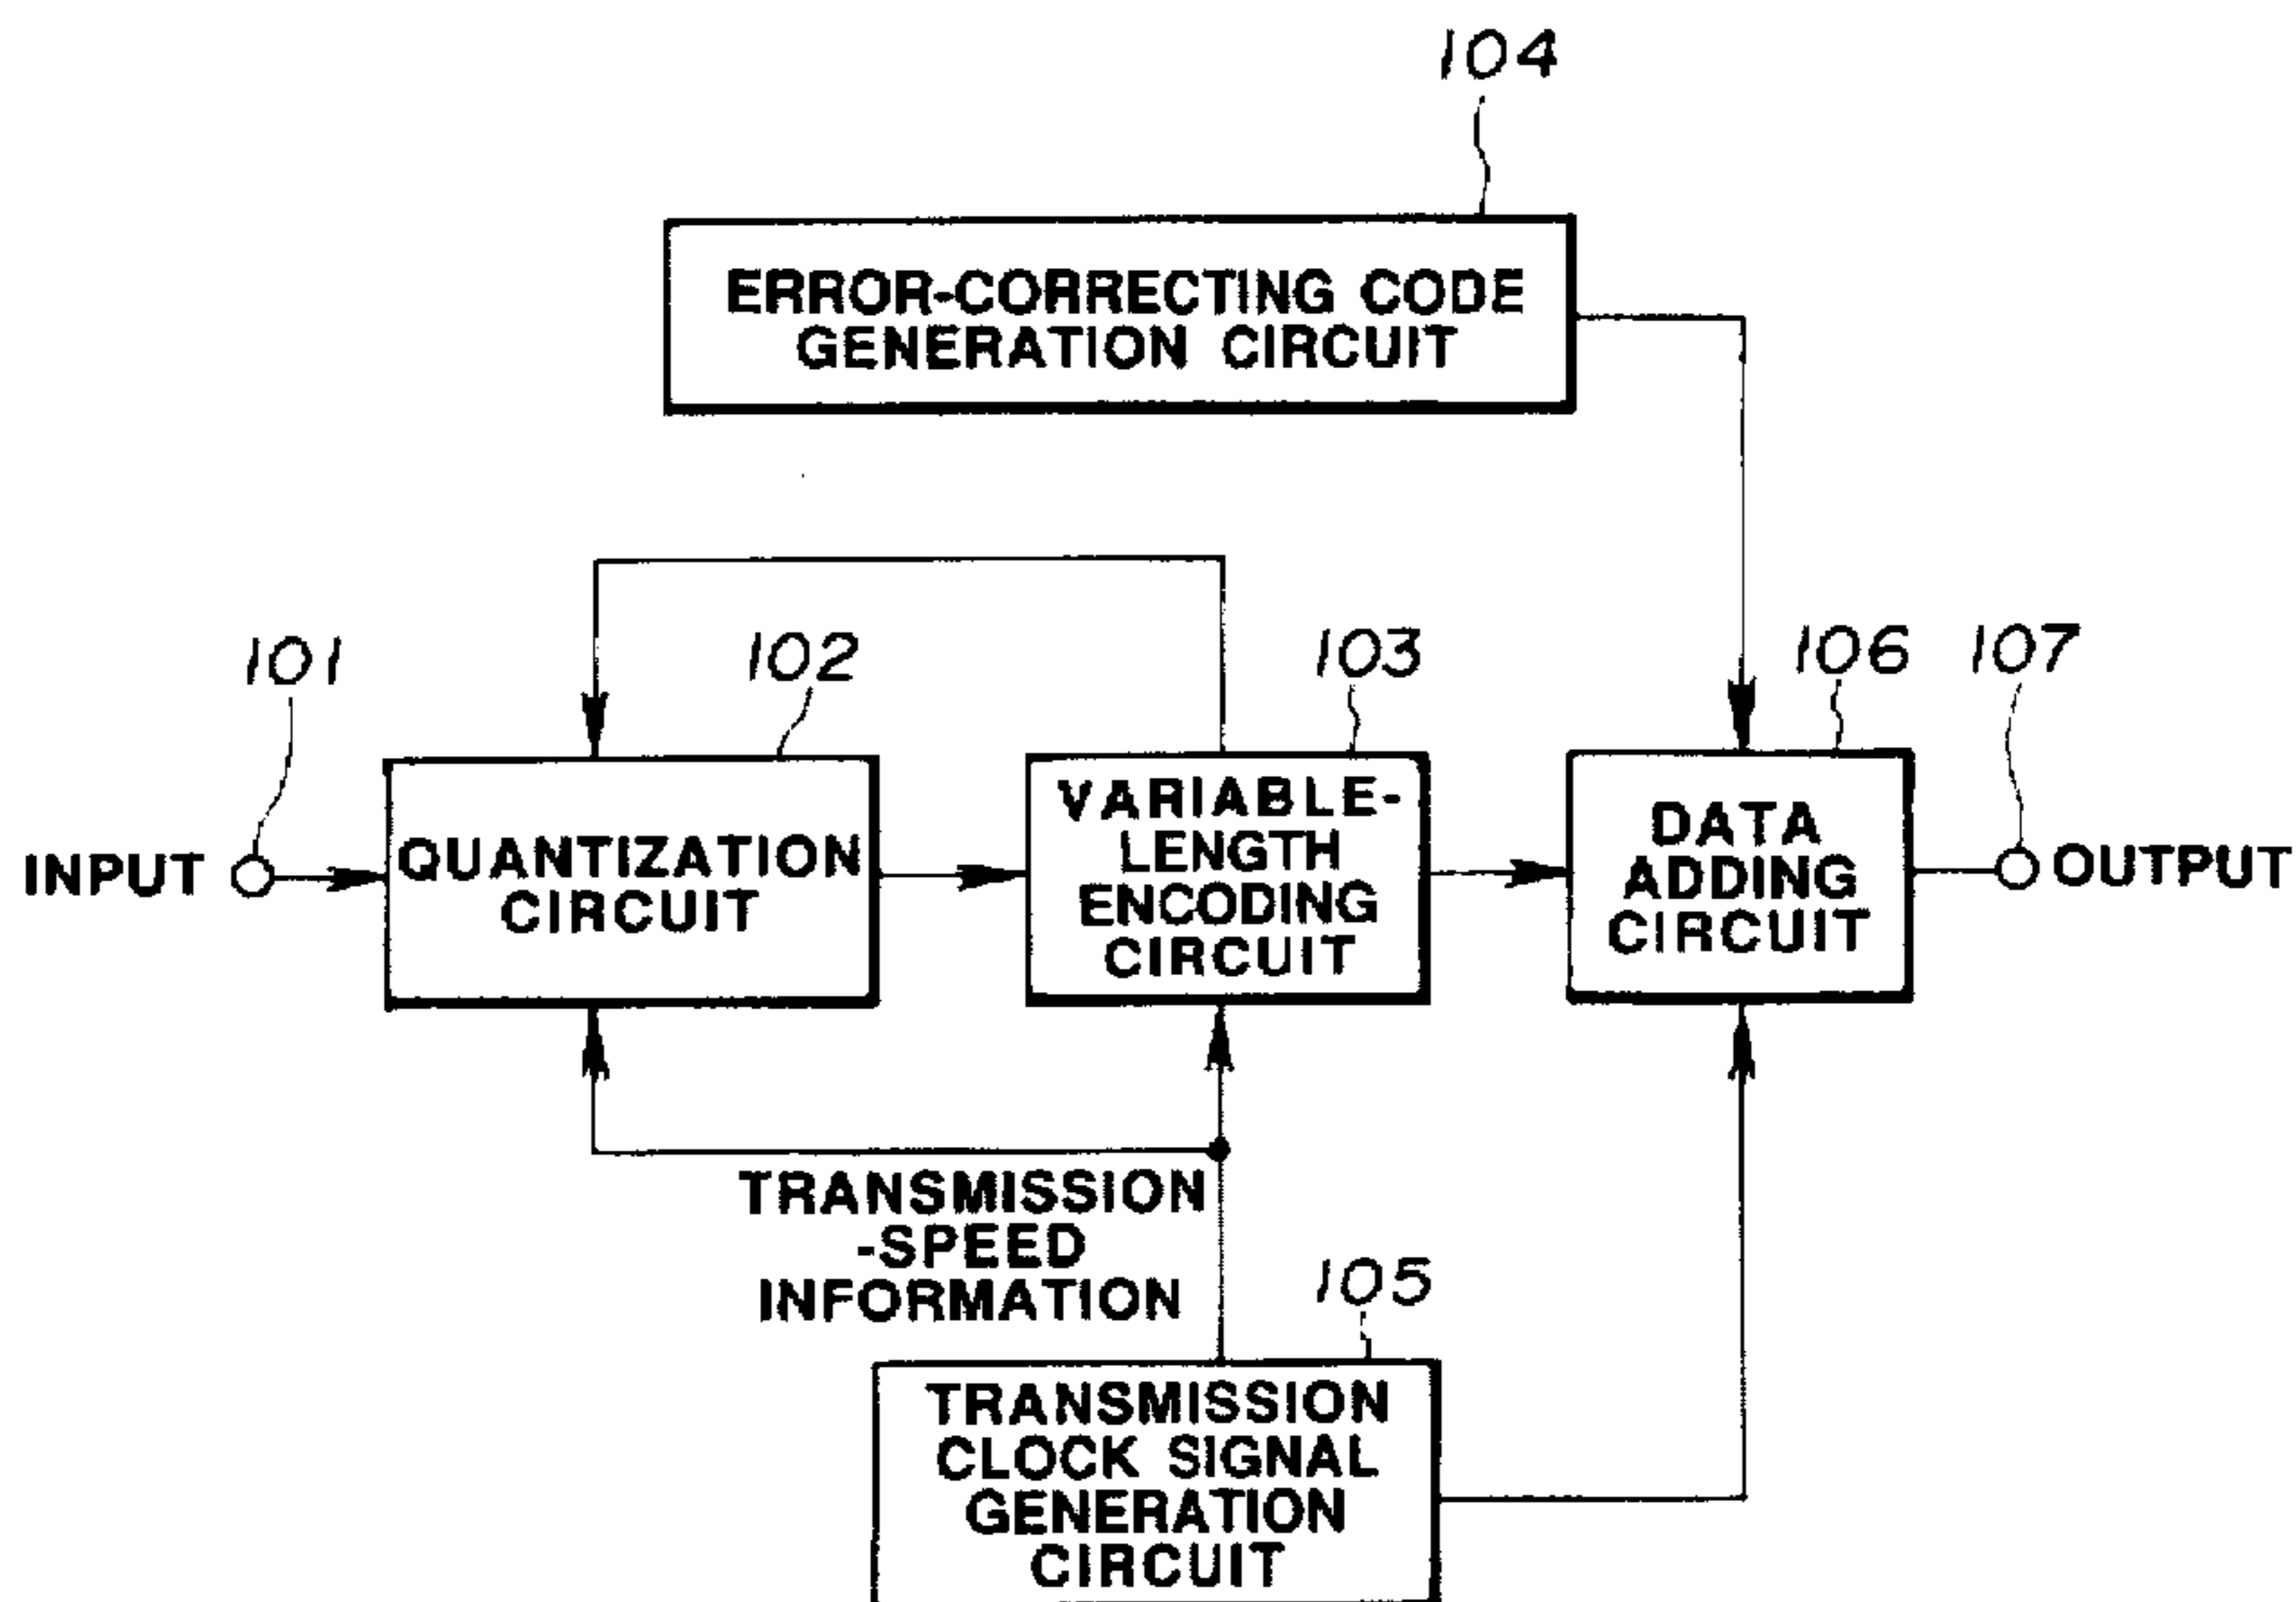 104
ERROR-CORRECTING CODE
GENERATION CIRCUIT
101
102
103
106
107
INPUT
QUANTIZATION
CIRCUIT
VARIABLE-
LENGTH
ENCODING
CIRCUIT
DATA
ADDING
CIRCUIT
OUTPUT
TRANSMISSION
-SPEED
INFORMATION
105
TRANSMISSION
CLOCK SIGNAL
GENERATION
CIRCUIT